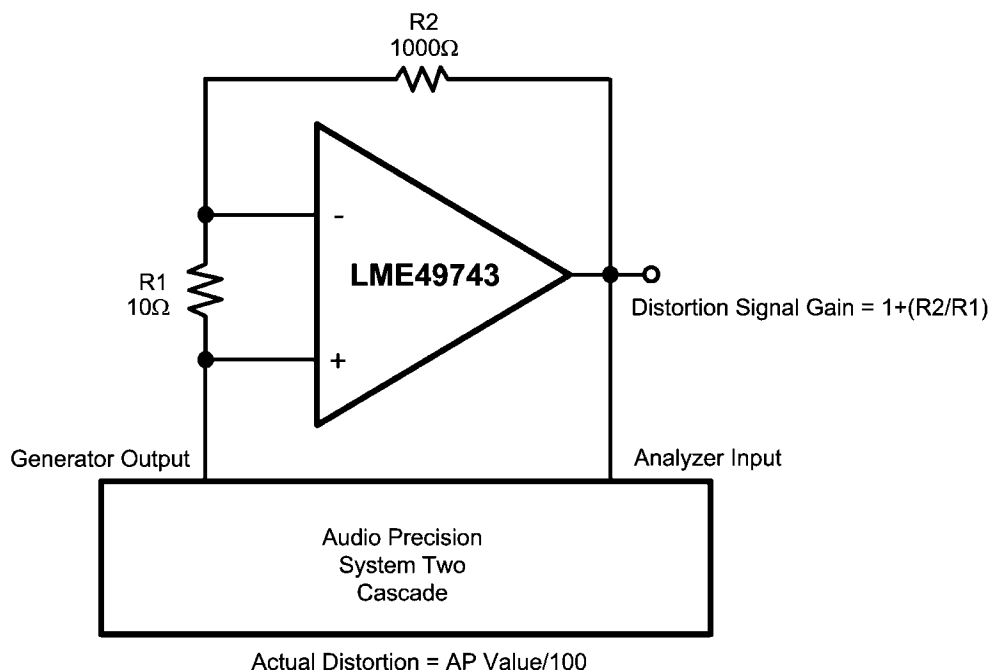 R2
1000Ω
-
LME49743
R1
10Ω
+
Distortion Signal Gain = 1+(R2/R1)
Generator Output
Analyzer Input
Audio Precision
System Two
Cascade
Actual Distortion = AP Value/100